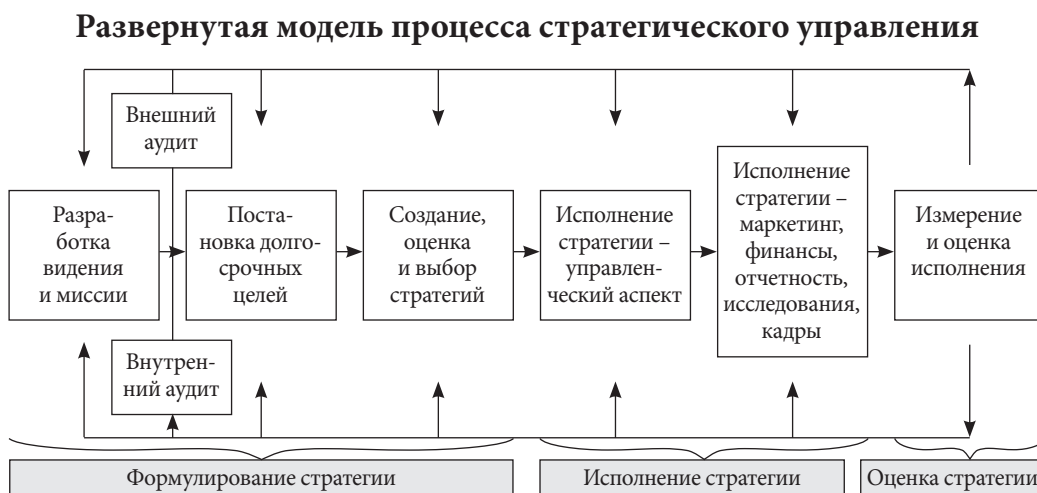 Развернутая модель процесса стратегического управления
Внешний
аудит
Разра-
ботка
видения
и миссии
Поста-
новка долго-
срочных
целей
Создание,
оценка
и выбор
стратегий
Исполнение
стратегии –
управлен-
ческий аспект
Исполнение
стратегии –
маркетинг,
финансы,
отчетность,
исследования,
кадры
Измерение
и оценка
исполнения
Внутрен-
ний аудит
Формулирование стратегии
Исполнение стратегии
Оценка стратегии